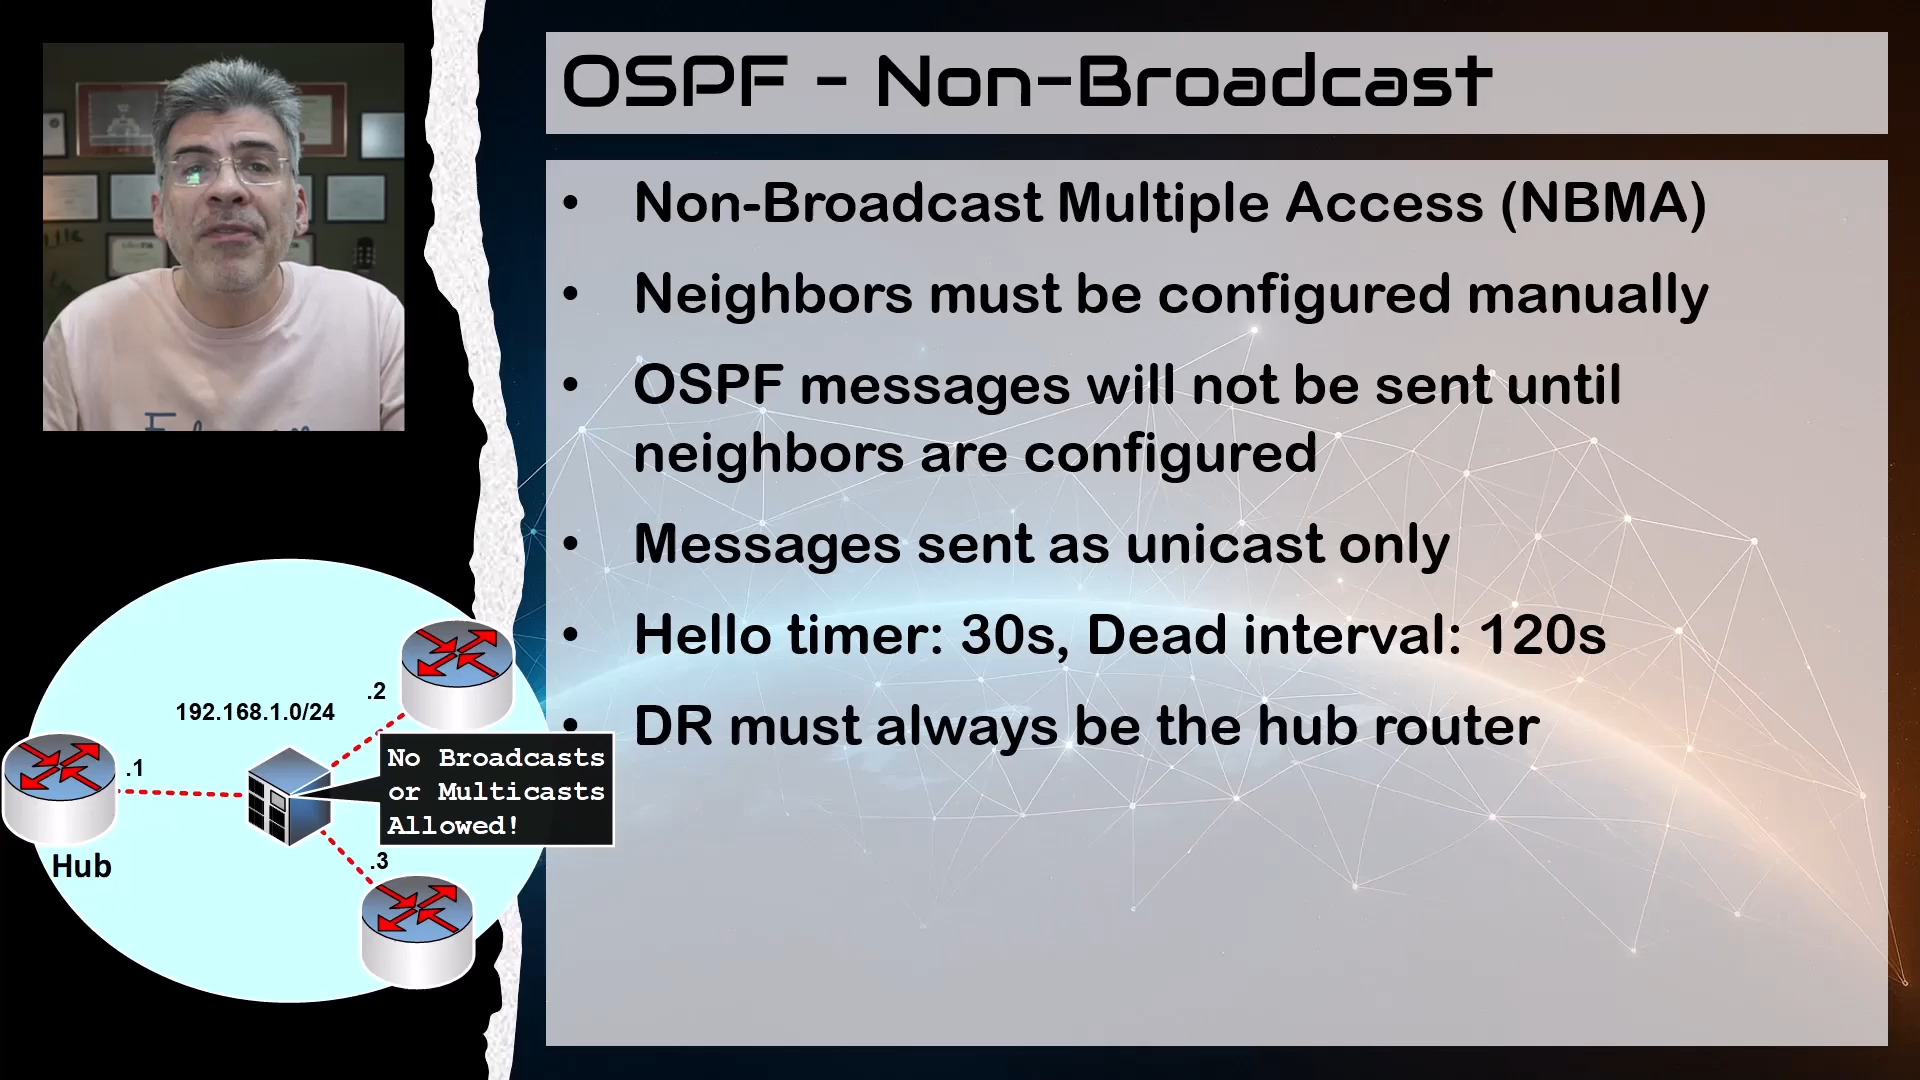 OSPF - Non-Broadcast
• Non-Broadcast Multiple Access (NBMA)
• Neighbors must be configured manually
• OSPF messages will not be sent until
neighbors are configured
• Messages sent as unicast only
• Hello timer: 30s, Dead interval: 120s
• DR must always be the hub router
192.168.1.0/24
.2
.1
No Broadcasts
or Multicasts
Allowed!
.3
Hub